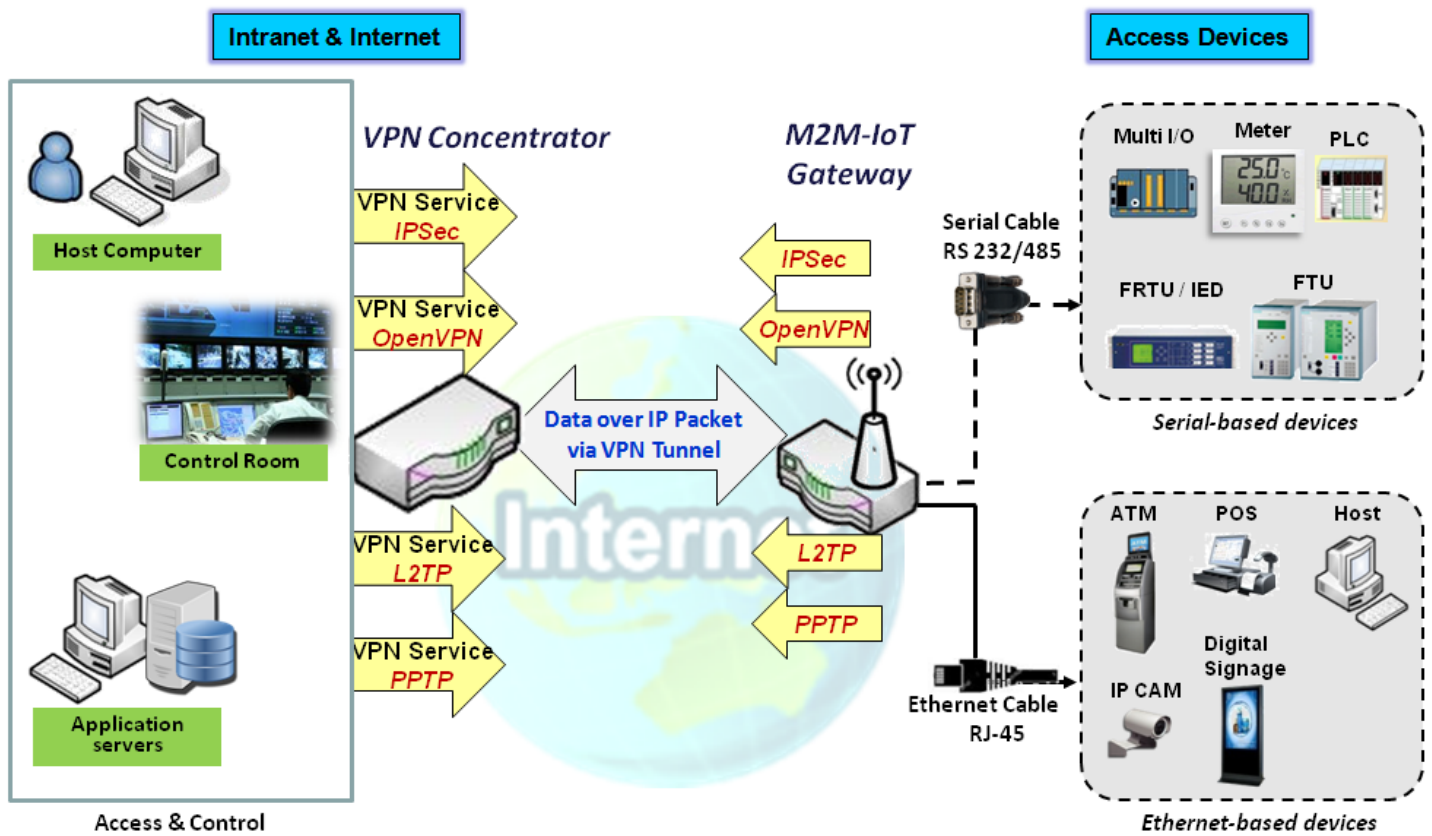 Intranet & Internet
Access Devices
VPN Concentrator
M2M-IoT
Gateway
Host Computer
Control Room
Application
servers
Access & Control
VPN Service
IPSec
VPN Service
OpenVPN
VPN Service
L2TP
VPN Service
PPTP
Data over IP Packet
via VPN Tunnel
Internet
IPSec
OpenVPN
L2TP
PPTP
Serial Cable
RS 232/485
Ethernet Cable
RJ-45
Multi I/O
Meter
PLC
25.0 °C
40.0
FRTU / IED
FTU
Serial-based devices
ATM
POS
Host
Digital
Signage
IP CAM
Ethernet-based devices